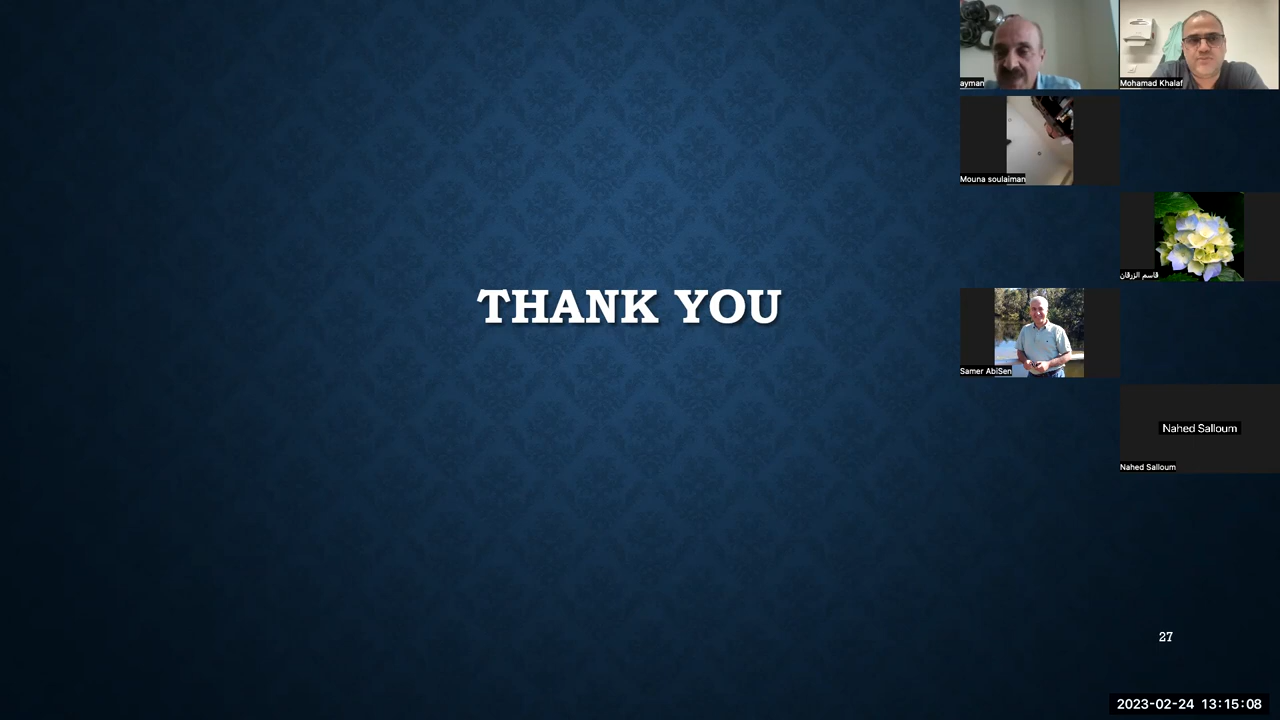 ayman
Mohamad Khalaf
Mouna soulaiman
قاسم الزرقان
THANK YOU
Samer AbiSen
Nahed Salloum
Nahed Salloum
27
2023-02-24 13:15:08